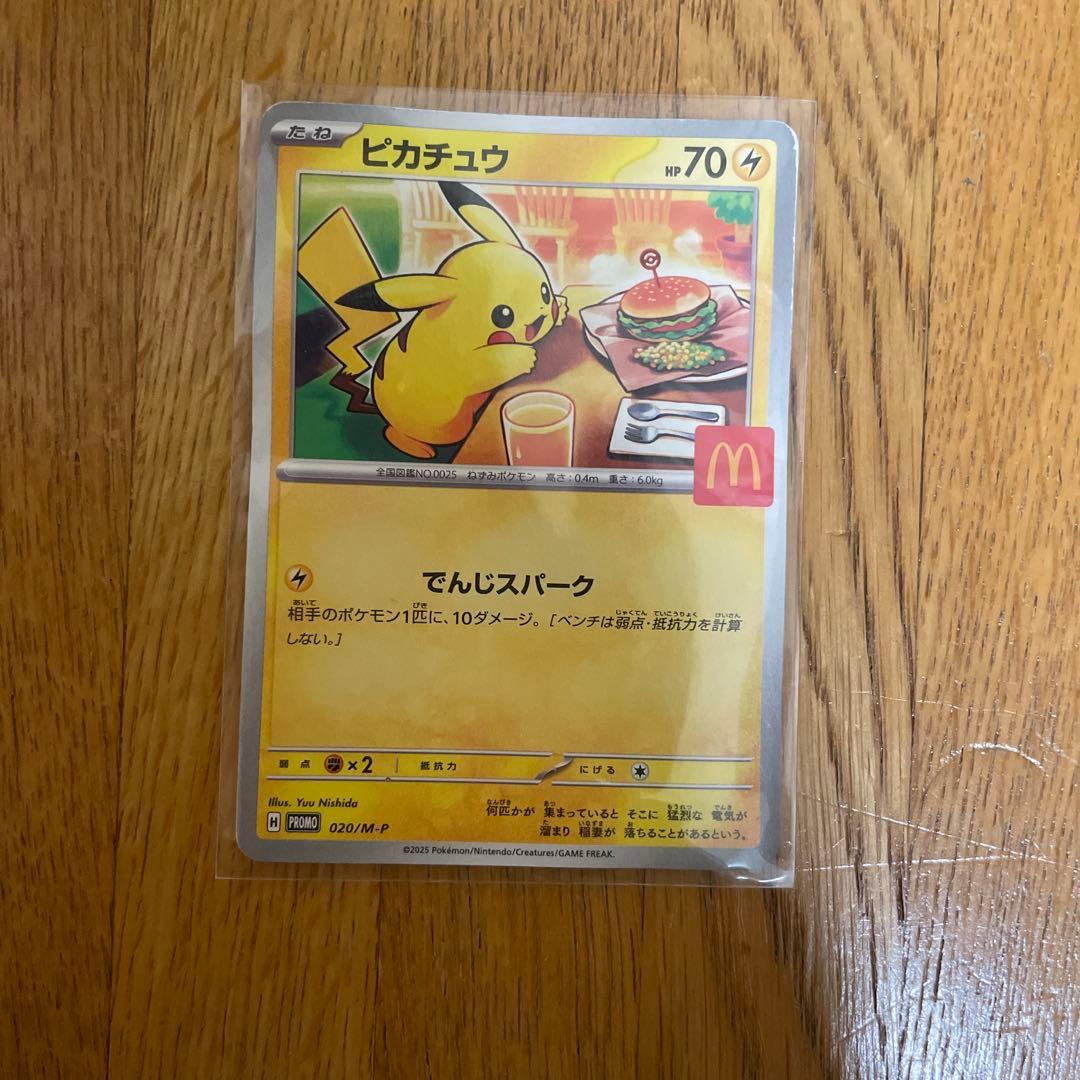 たね ピカチュウ HP70
全国図鑑NO.0025 ねずみポケモン 高さ:0.4m 重さ:6.0kg
でんじスパーク
相手のポケモン1匹に、10ダメージ。[ベンチは弱点・抵抗力を計算
しない。]
弱点 ×2 抵抗力 にげる
Illus. Yuu Nishida
H PROMO 020/M-P
何匹かが 集まっていると そこに 猛烈な 電気が
溜まり 稲妻が 落ちることがあるという。
©2025 Pokémon/Nintendo/Creatures/GAME FREAK.